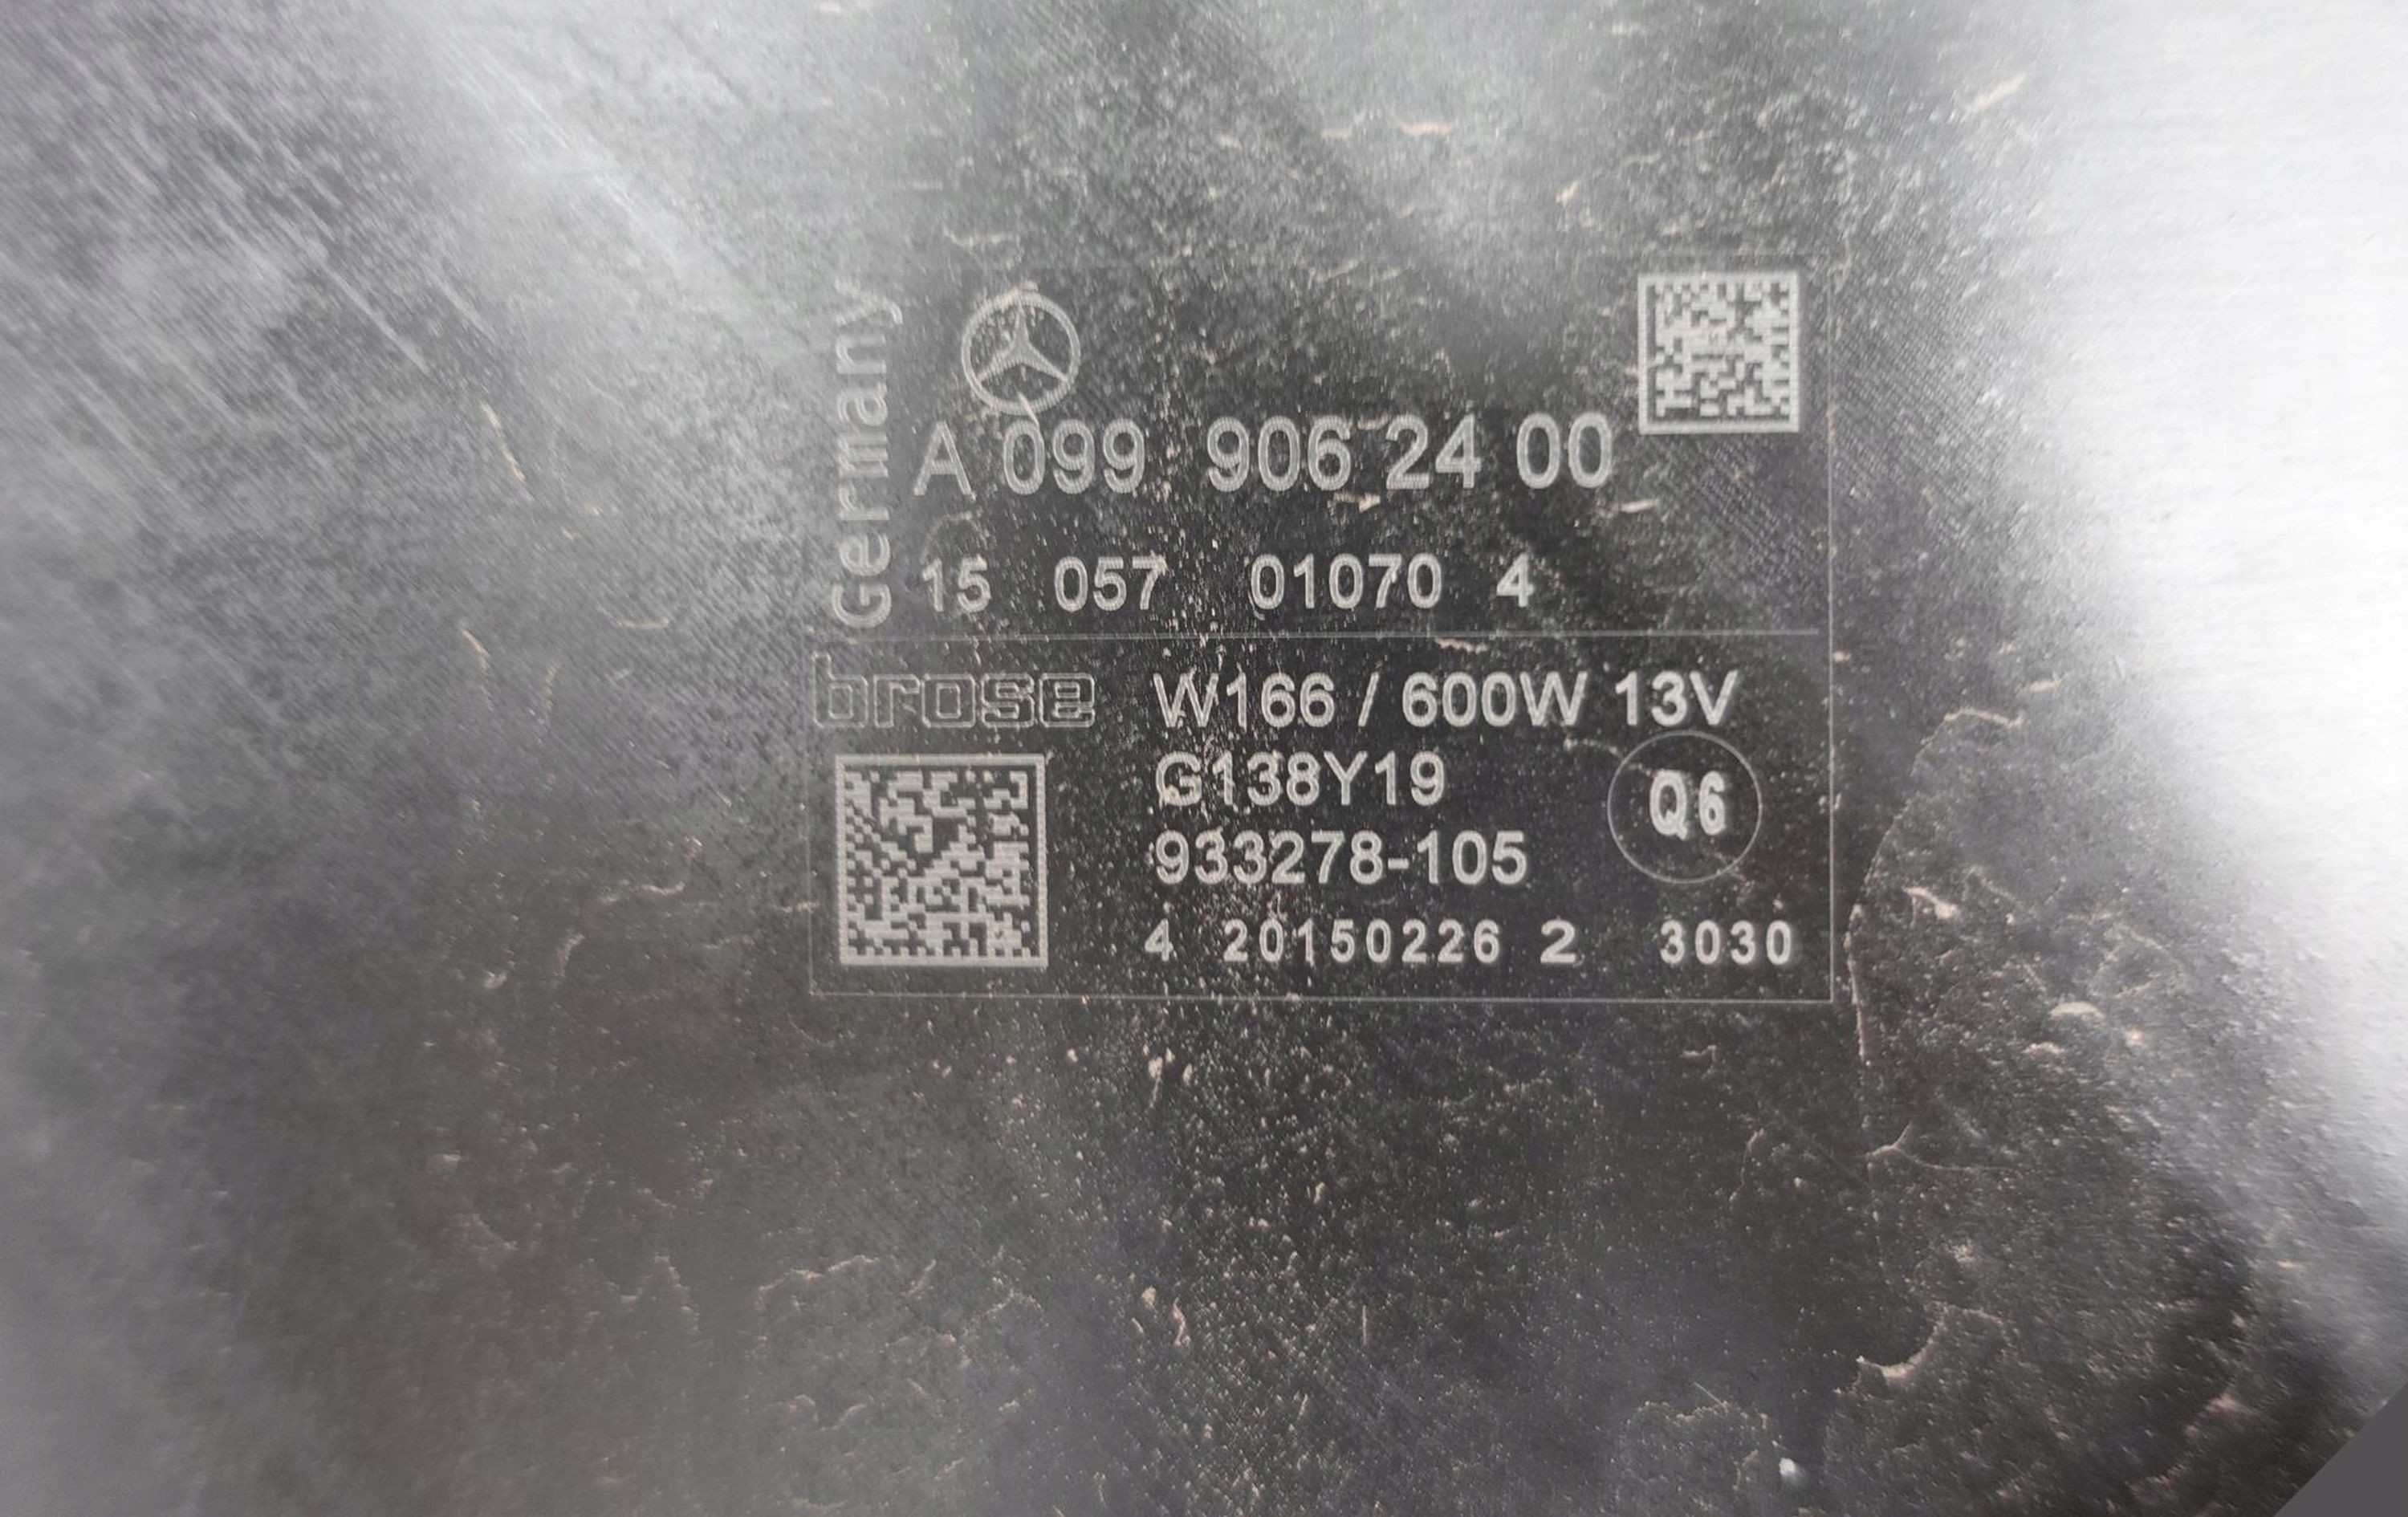 Germany
A 099 906 24 00
15 057 01070 4
brose W166 / 600W 13V
G138Y19
Q6
933278-105
4 20150226 2 3030